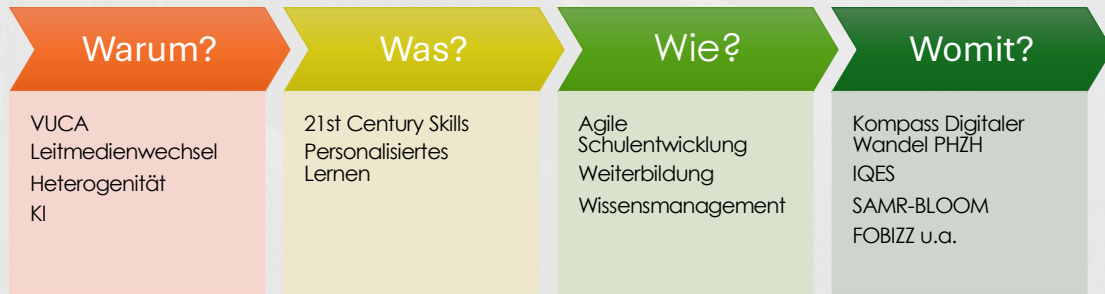 Warum?
VUCA
Leitmedienwechsel
Heterogenität
KI
Was?
21st Century Skills
Personalisiertes
Lernen
Wie?
Agile
Schulentwicklung
Weiterbildung
Wissensmanagement
Womit?
Kompass Digitaler
Wandel PHZH
IQES
SAMR-BLOOM
FOBIZZ u.a.